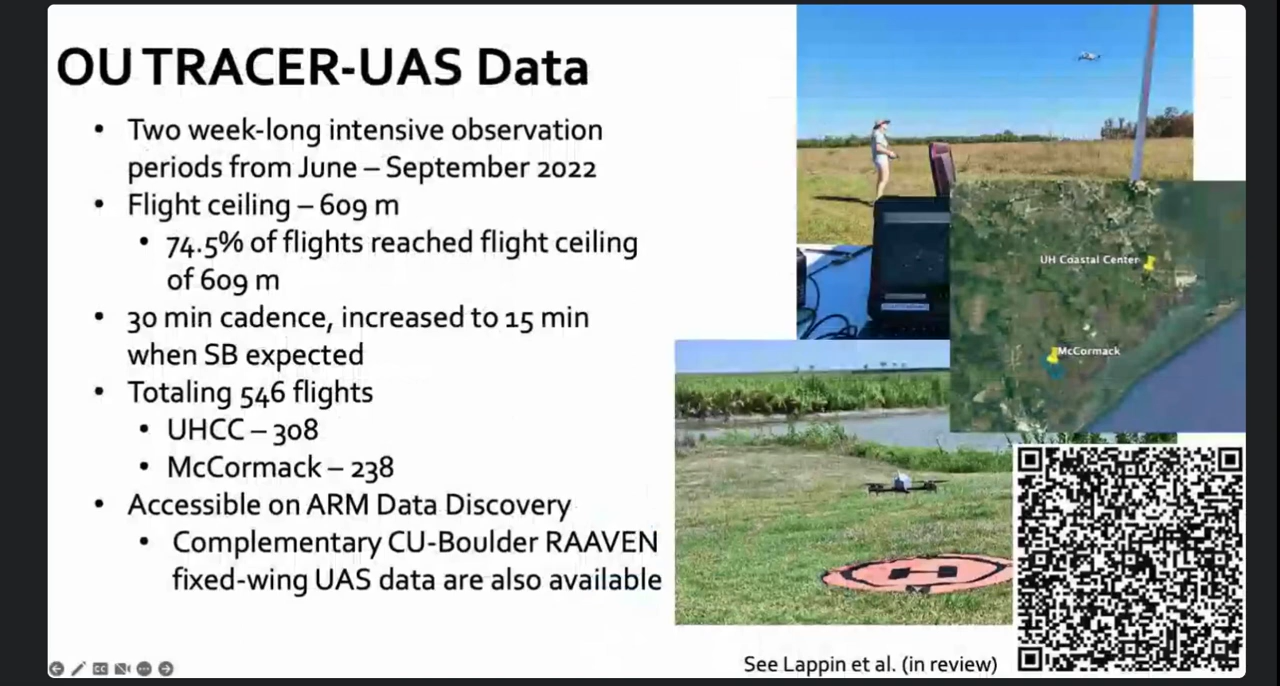 OU TRACER-UAS Data
• Two week-long intensive observation
periods from June – September 2022
• Flight ceiling – 609 m
• 74.5% of flights reached flight ceiling
of 609 m
• 30 min cadence, increased to 15 min
when SB expected
• Totaling 546 flights
• UHCC – 308
• McCormack – 238
• Accessible on ARM Data Discovery
• Complementary CU-Boulder RAAVEN
fixed-wing UAS data are also available
UH Coastal Center
McCormack
H
See Lappin et al. (in review)
CC